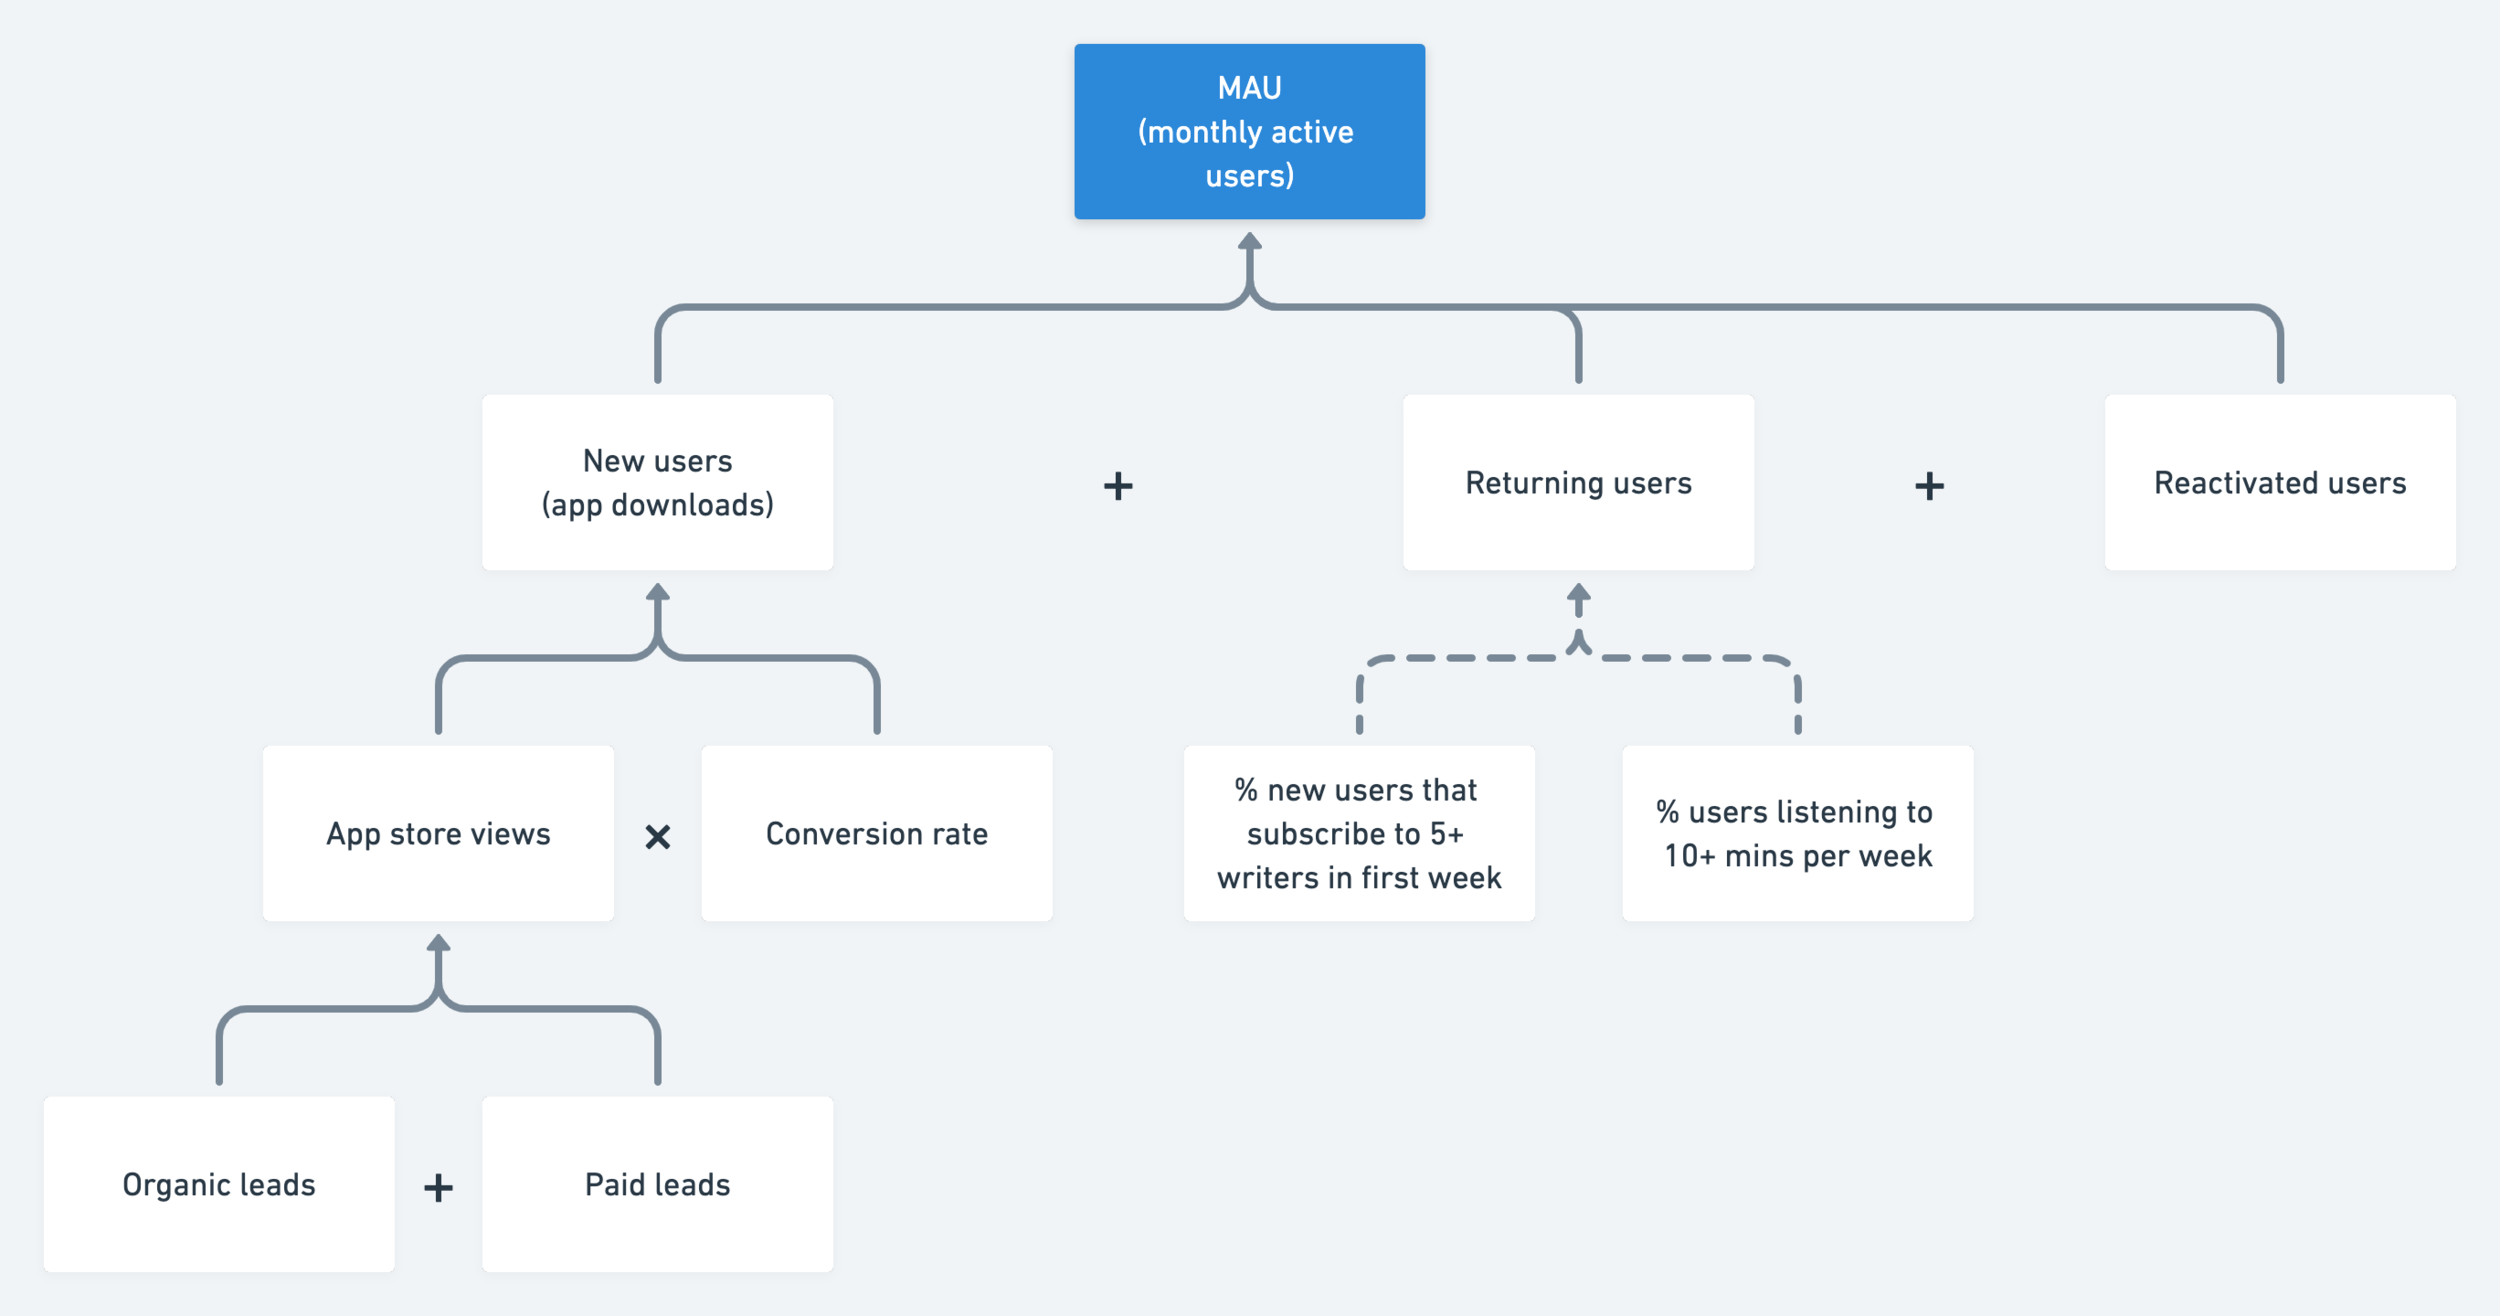 MAU
(monthly active
users)
New users
(app downloads)
+
Returning users
+
Reactivated users
App store views
×
Conversion rate
% new users that
subscribe to 5+
writers in first week
% users listening to
10+ mins per week
Organic leads
+
Paid leads